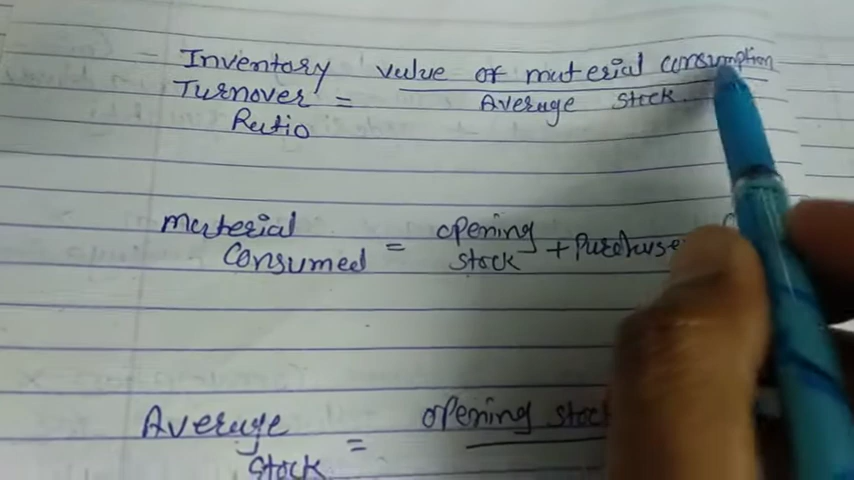 - Inventory value of material consumption
Turnover = Average stock.
Ratio
material = opening + Purchase
Consumed stock
Average = opening stock
stock